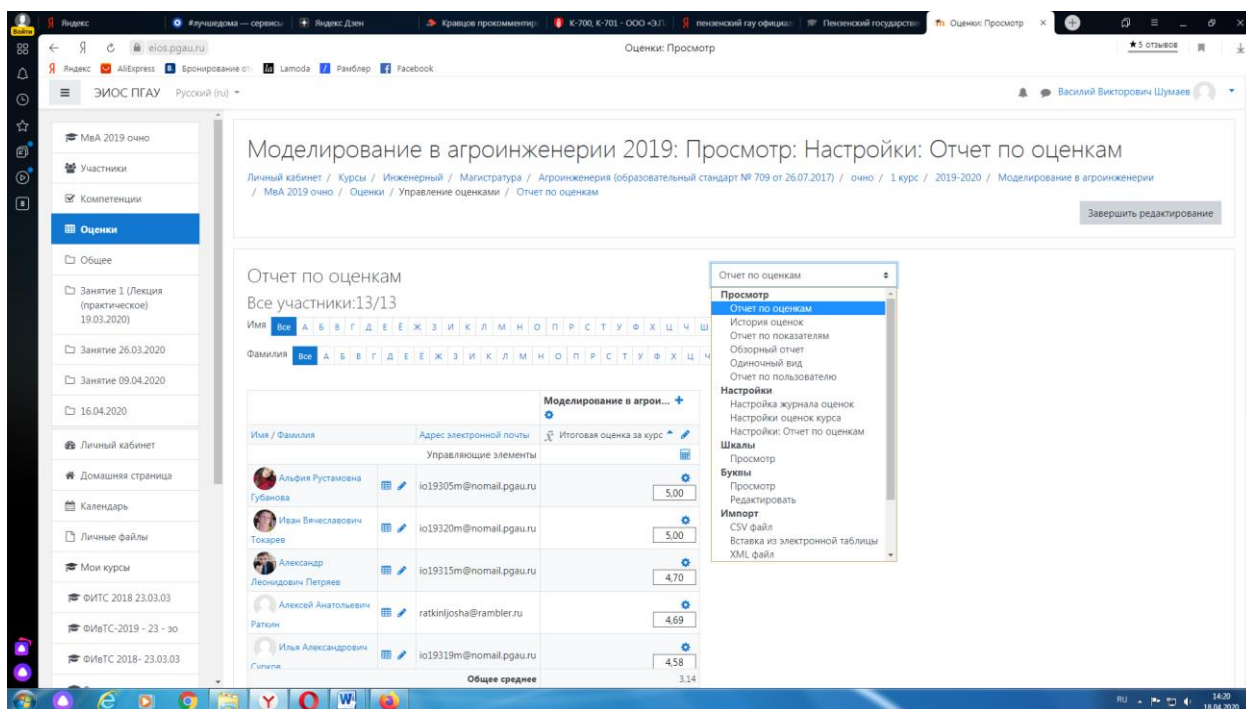 Войти
Яндекс
#лучшедома — сервисы
Яндекс Дзен
Кравцов прокомментир
К-700, К-701 - ООО «Э.Л.
пензенский гау официал
Пензенский государстве
Оценки: Просмотр
elos.pgau.ru
Оценки: Просмотр
★5 отзывов
Яндекс
AliExpress
Бронирование от
Lamoda
Рамблер
Facebook
ЭИОС ПГАУ
Русский (ru)
Василий Викторович Шумаев
МвА 2019 очно
Участники
Компетенции
Оценки
Общее
Занятие 1 (Лекция
(практическое)
19.03.2020)
Занятие 26.03.2020
Занятие 09.04.2020
16.04.2020
Личный кабинет
Домашняя страница
Календарь
Личные файлы
Мои курсы
ФИТС 2018 23.03.03
ФИвТС-2019 - 23 - зо
ФИвТС 2018- 23.03.03
Моделирование в агроинженерии 2019: Просмотр: Настройки: Отчет по оценкам
Личный кабинет / Курсы / Инженерный / Магистратура / Агроинженерия (образовательный стандарт № 709 от 26.07.2017) / очно / 1 курс / 2019-2020 / Моделирование в агроинженерии
/ МвА 2019 очно / Оценки / Управление оценками / Отчет по оценкам
Завершить редактирование
Отчет по оценкам
Все участники:13/13
Имя Все А Б В Г Д Е Ё Ж З И К Л М Н О П Р С Т У Ф Х Ц Ч Ш
Фамилия Все А Б В Г Д Е Ё Ж З И К Л М Н О П Р С Т У Ф Х Ц Ч
Моделирование в агрои...
Имя / Фамилия
Адрес электронной почты
Итоговая оценка за курс
Управляющие элементы
Альфия Рустамовна
Губанова
io19305m@nomail.pgau.ru
5,00
Иван Вячеславович
Токарев
io19320m@nomail.pgau.ru
5,00
Александр
Леонидович Петряев
io19315m@nomail.pgau.ru
4,70
Алексей Анатольевич
Раткин
ratkinljosha@rambler.ru
4,69
Илья Александрович
Сурков
io19319m@nomail.pgau.ru
4,58
Общее среднее
3,14
Отчет по оценкам
Просмотр
Отчет по оценкам
История оценок
Отчет по показателям
Обзорный отчет
Одиночный вид
Отчет по пользователю
Настройки
Настройка журнала оценок
Настройки оценок курса
Настройки: Отчет по оценкам
Шкалы
Просмотр
Буквы
Просмотр
Редактировать
Импорт
CSV файл
Вставка из электронной таблицы
XML файл
RU
14:20
18.04.2020